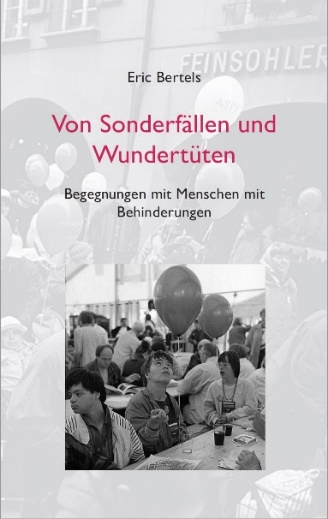 FEINSOHLER
Eric Bertels
Von Sonderfällen und
Wundertüten
Begegnungen mit Menschen mit
Behinderungen